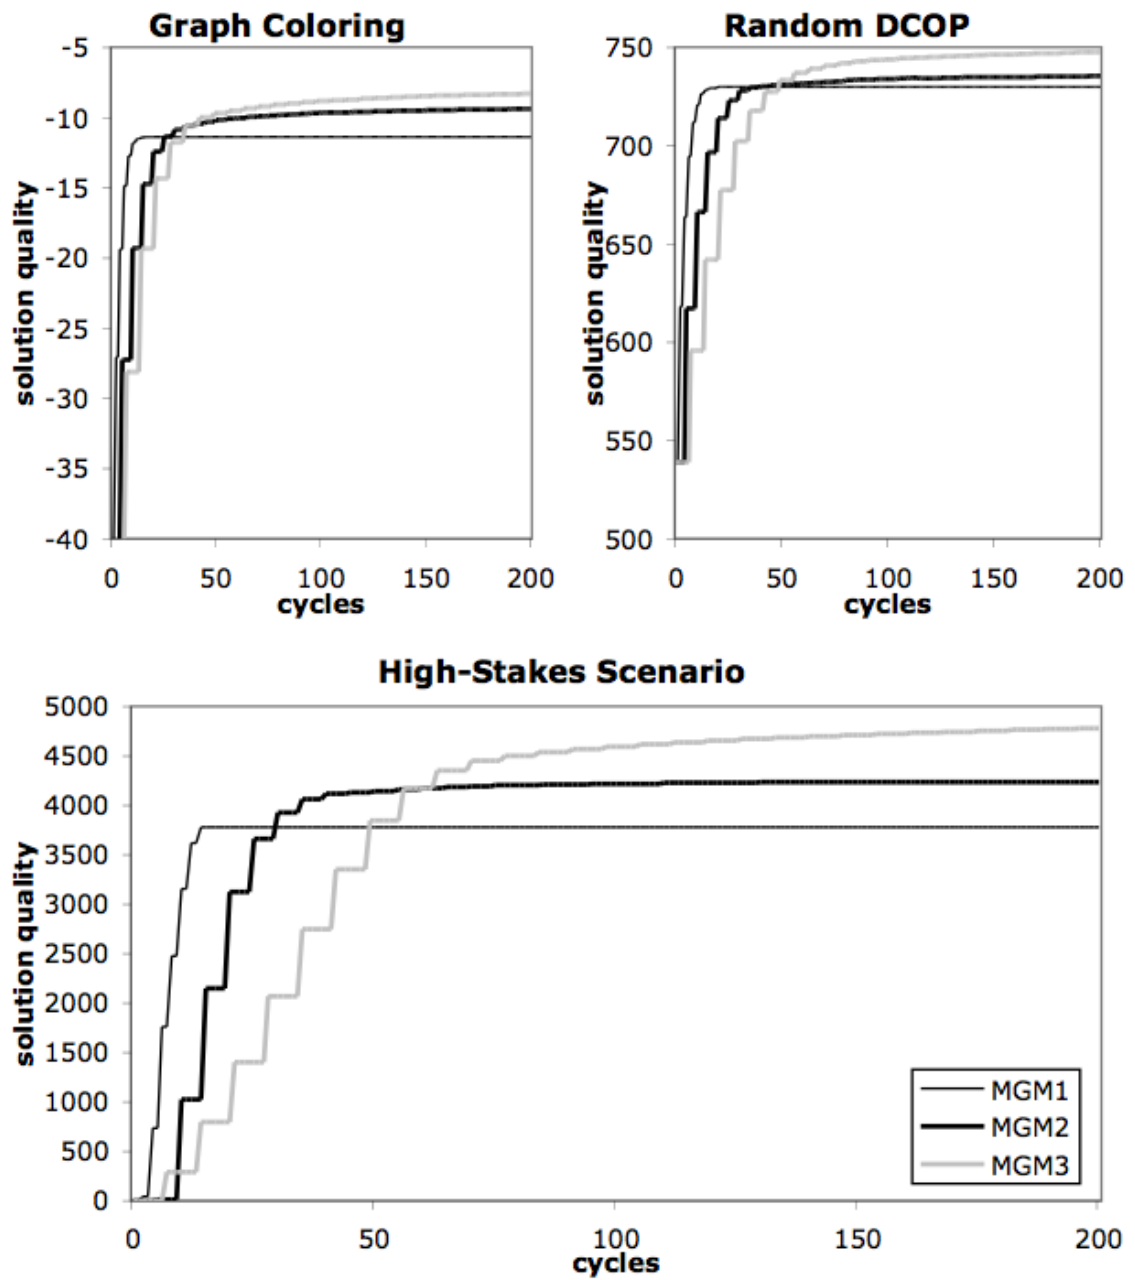 Graph Coloring
solution quality
-5
-10
-15
-20
-25
-30
-35
-40
0 50 100 150 200
cycles
Random DCOP
solution quality
750
700
650
600
550
500
0 50 100 150 200
cycles
High-Stakes Scenario
solution quality
5000
4500
4000
3500
3000
2500
2000
1500
1000
500
0
MGM1
MGM2
MGM3
0 50 100 150 200
cycles